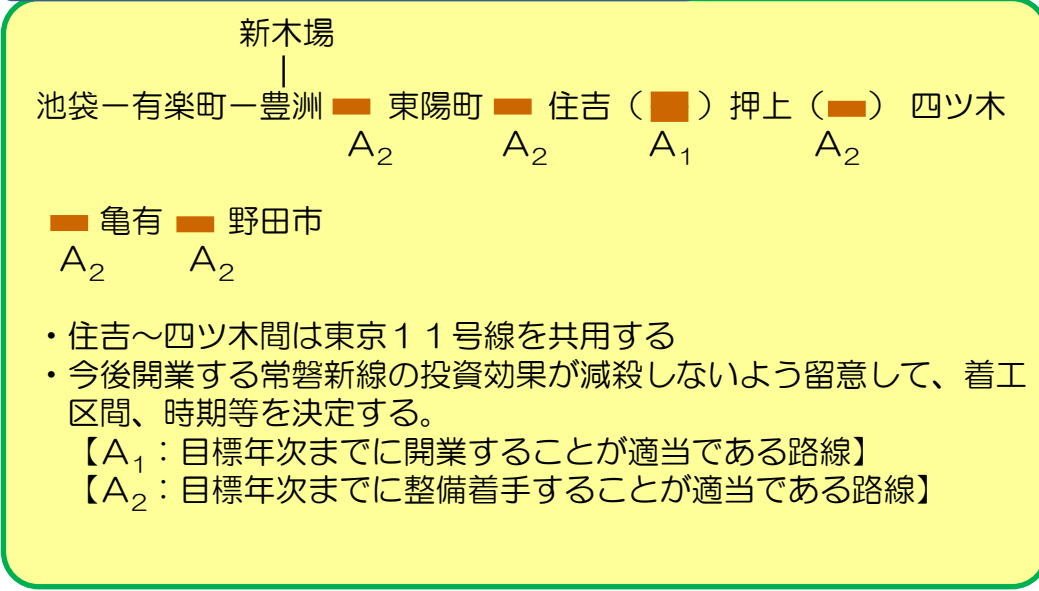 新木場
池袋ー有楽町ー豊洲 東陽町 住吉（ ）押上（ ） 四ツ木
A₂ A₂ A₁ A₂
亀有 野田市
A₂ A₂
・住吉～四ツ木間は東京１１号線を共用する
・今後開業する常磐新線の投資効果が減殺しないよう留意して、着工
区間、時期等を決定する。
【A₁：目標年次までに開業することが適当である路線】
【A₂：目標年次までに整備着手することが適当である路線】